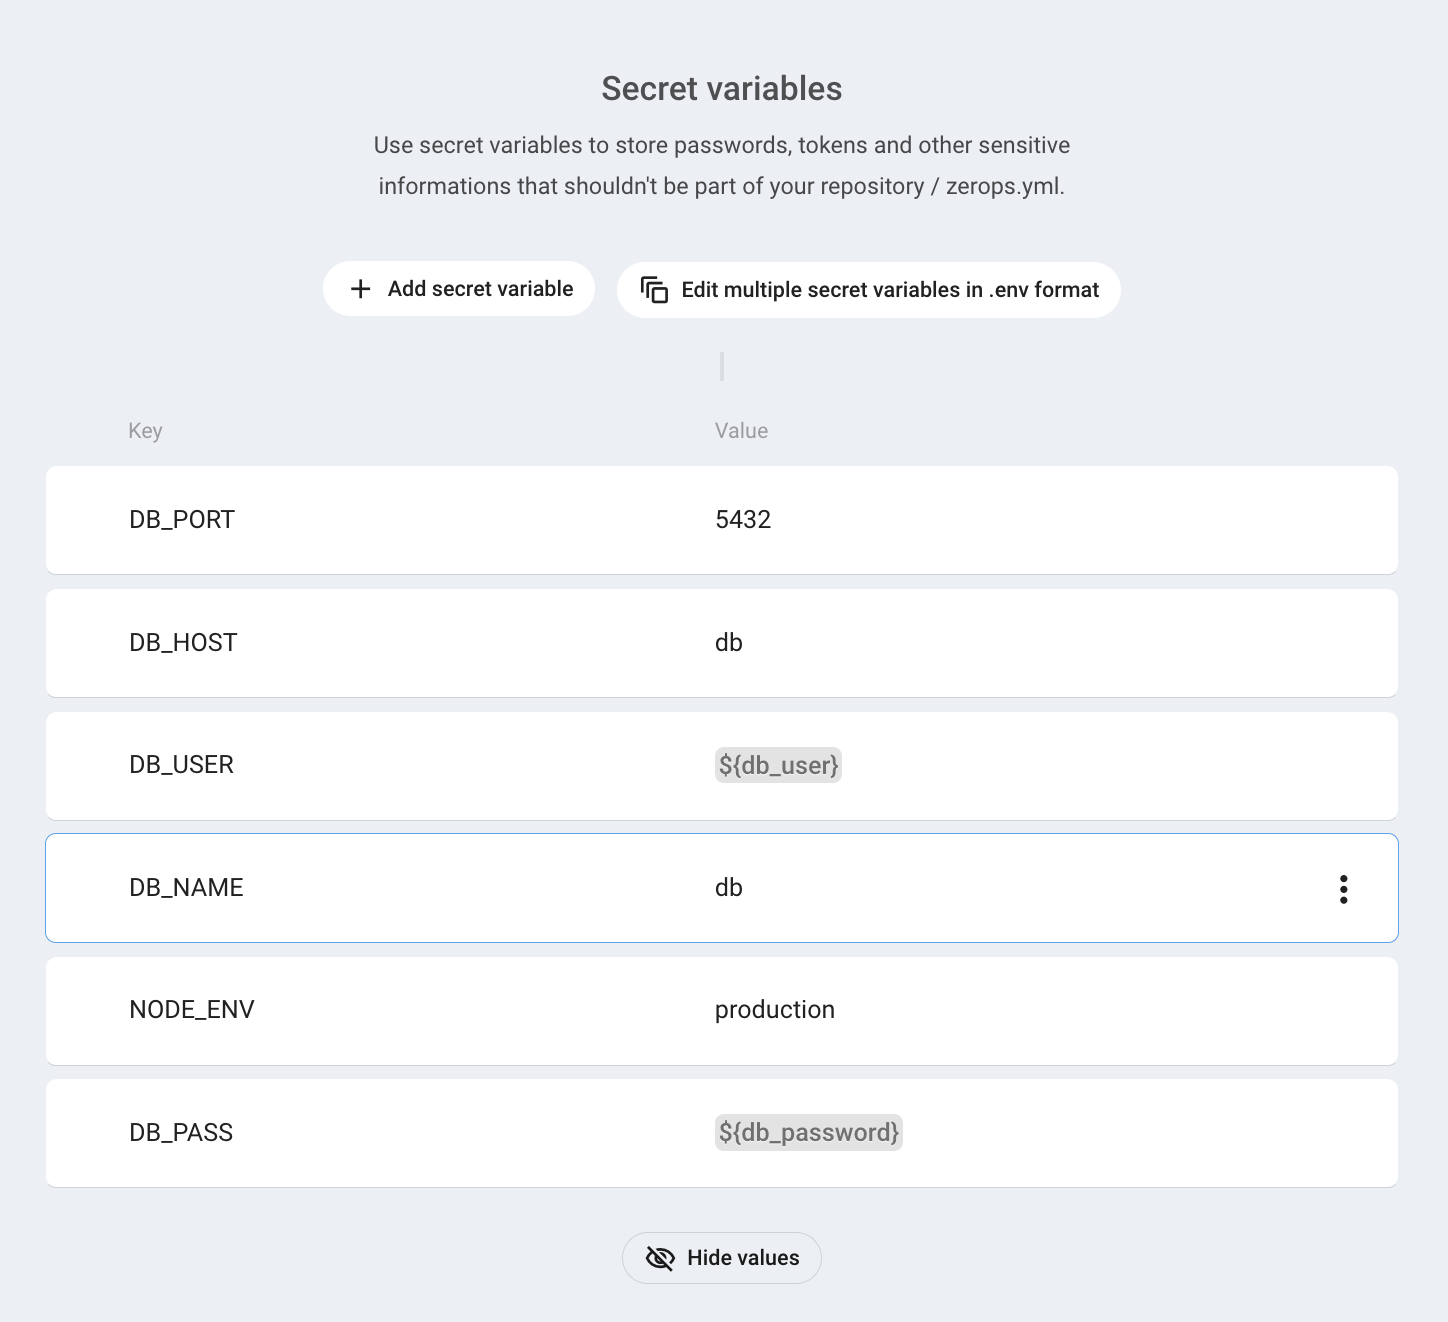 Secret variables
Use secret variables to store passwords, tokens and other sensitive
informations that shouldn't be part of your repository / zerops.yml.
Add secret variable
Edit multiple secret variables in .env format
Key Value
DB_PORT 5432
DB_HOST db
DB_USER ${db_user}
DB_NAME db
NODE_ENV production
DB_PASS ${db_password}
Hide values